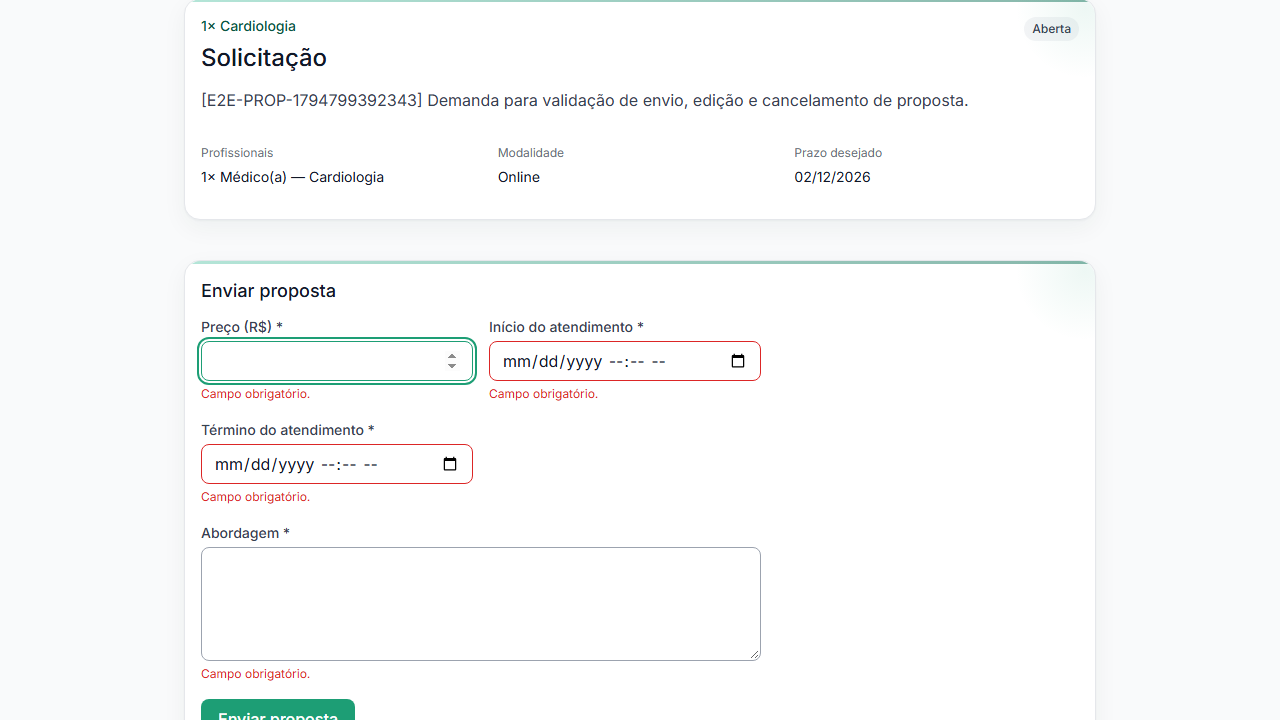 1× Cardiologia
Aberta
Solicitação
[E2E-PROP-1794799392343] Demanda para validação de envio, edição e cancelamento de proposta.
Profissionais
Modalidade
Prazo desejado
1× Médico(a) — Cardiologia
Online
02/12/2026
Enviar proposta
Preço (R$) *
Início do atendimento *
mm/dd/yyyy --:-- --
Campo obrigatório.
Campo obrigatório.
Término do atendimento *
mm/dd/yyyy --:-- --
Campo obrigatório.
Abordagem *
Campo obrigatório.
Enviar proposta